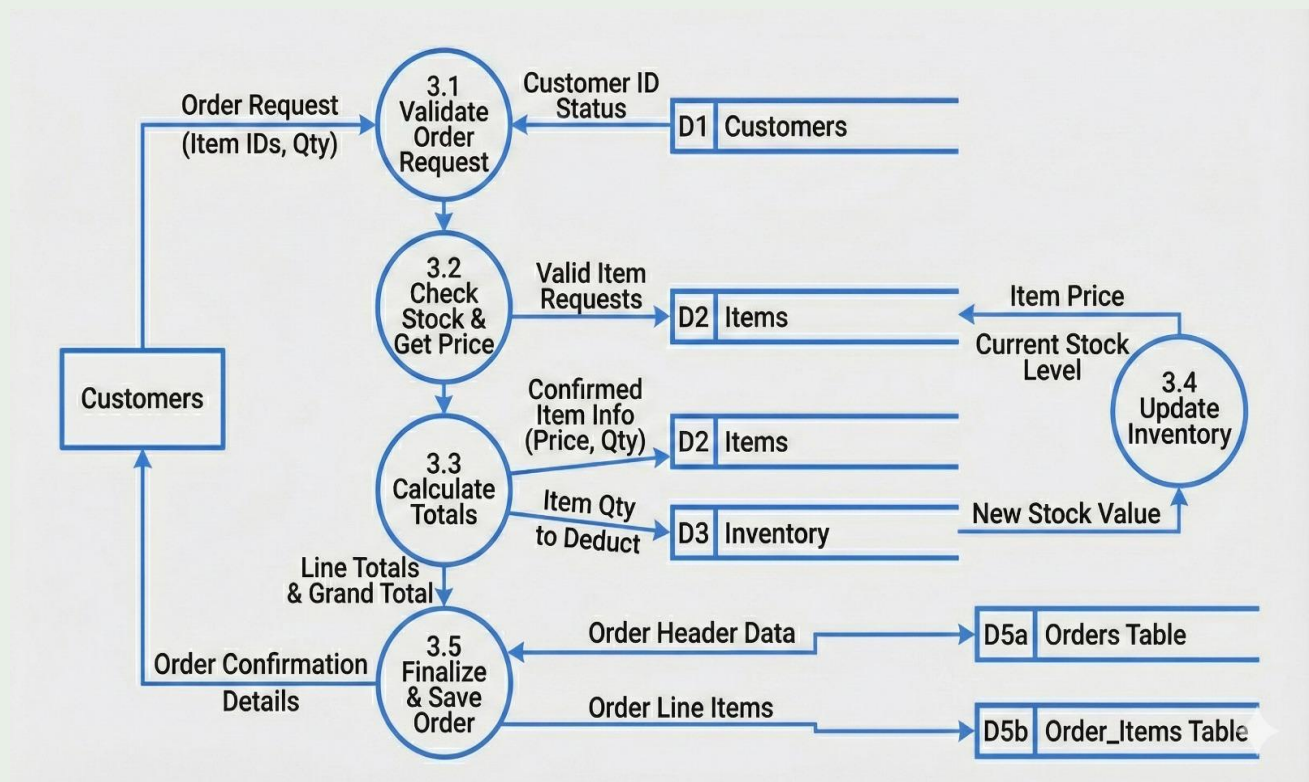 3.1
Validate
Order
Request
Order Request
(Item IDs, Qty)
Customer ID
Status
D1 Customers
3.2
Check
Stock &
Get Price
Valid Item
Requests
D2 Items
Item Price
Current Stock
Level
3.4
Update
Inventory
Customers
Confirmed
Item Info
(Price, Qty)
D2 Items
3.3
Calculate
Totals
Item Qty
to Deduct
D3 Inventory
New Stock Value
Line Totals
& Grand Total
3.5
Finalize
& Save
Order
Order Header Data
D5a Orders Table
Order Confirmation
Details
Order Line Items
D5b Order_Items Table